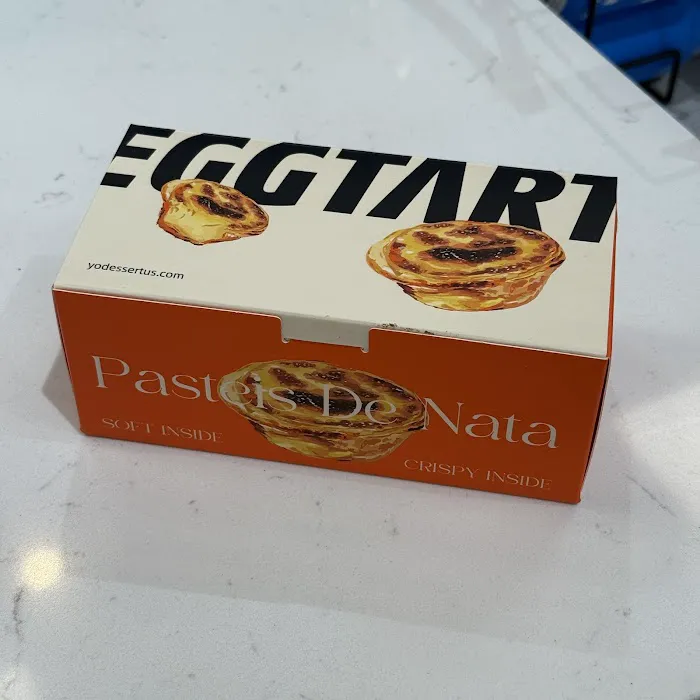 EGGTART
yodessertus.com
Pasteis De Nata
SOFT INSIDE
CRISPY INSIDE